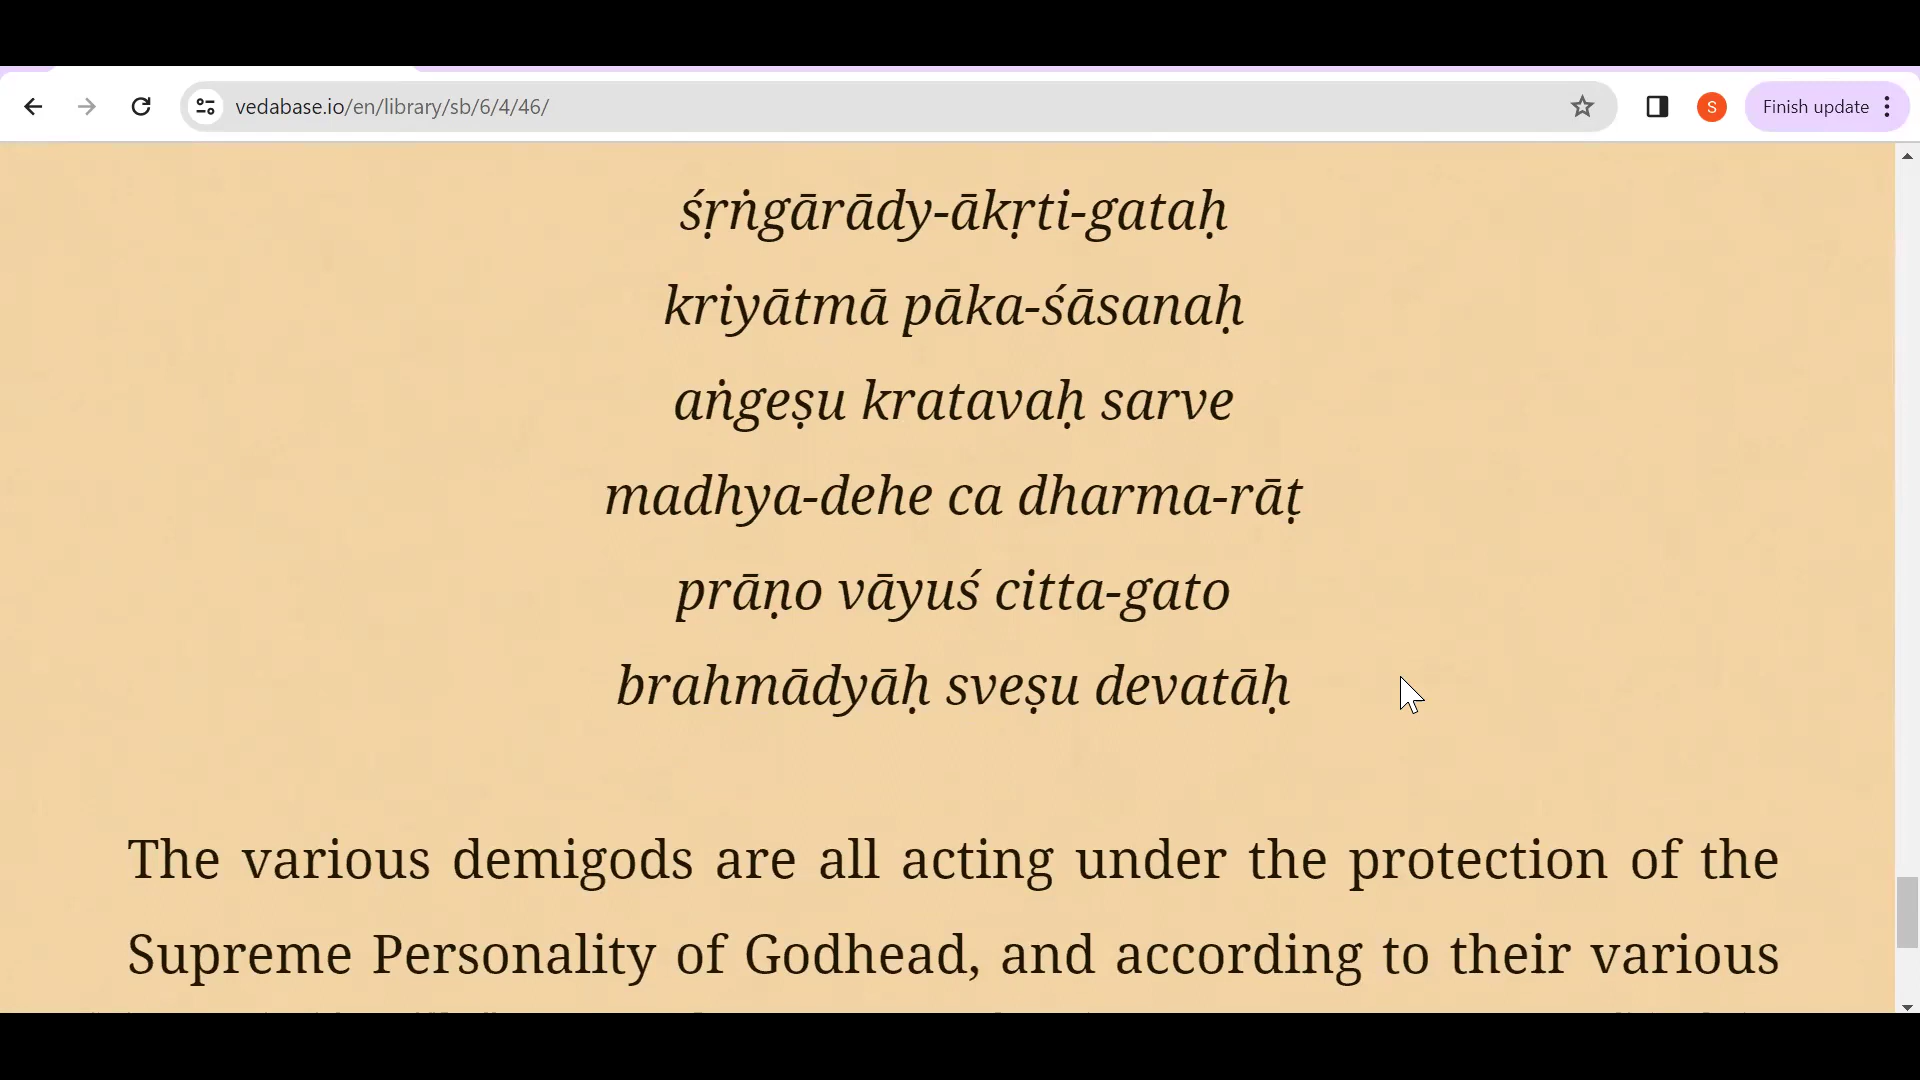 vedabase.io/en/library/sb/6/4/46/
S
Finish update
śṛṅgārādy-ākṛti-gataḥ
kriyātmā pāka-śāsanaḥ
aṅgeṣu kratavaḥ sarve
madhya-dehe ca dharma-rāṭ
prāṇo vāyuś citta-gato
brahmādyāḥ sveṣu devatāḥ
The various demigods are all acting under the protection of the
Supreme Personality of Godhead, and according to their various